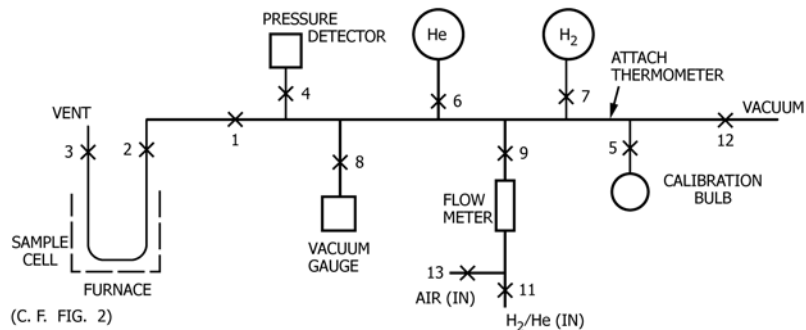 PRESSURE
DETECTOR
He
H2
ATTACH
THERMOMETER
4
6
7
VENT
VACUUM
3
2
1
8
9
5
12
FLOW
METER
CALIBRATION
BULB
SAMPLE
CELL
VACUUM
GAUGE
13
AIR (IN)
11
FURNACE
(C. F. FIG. 2)
H2/He (IN)